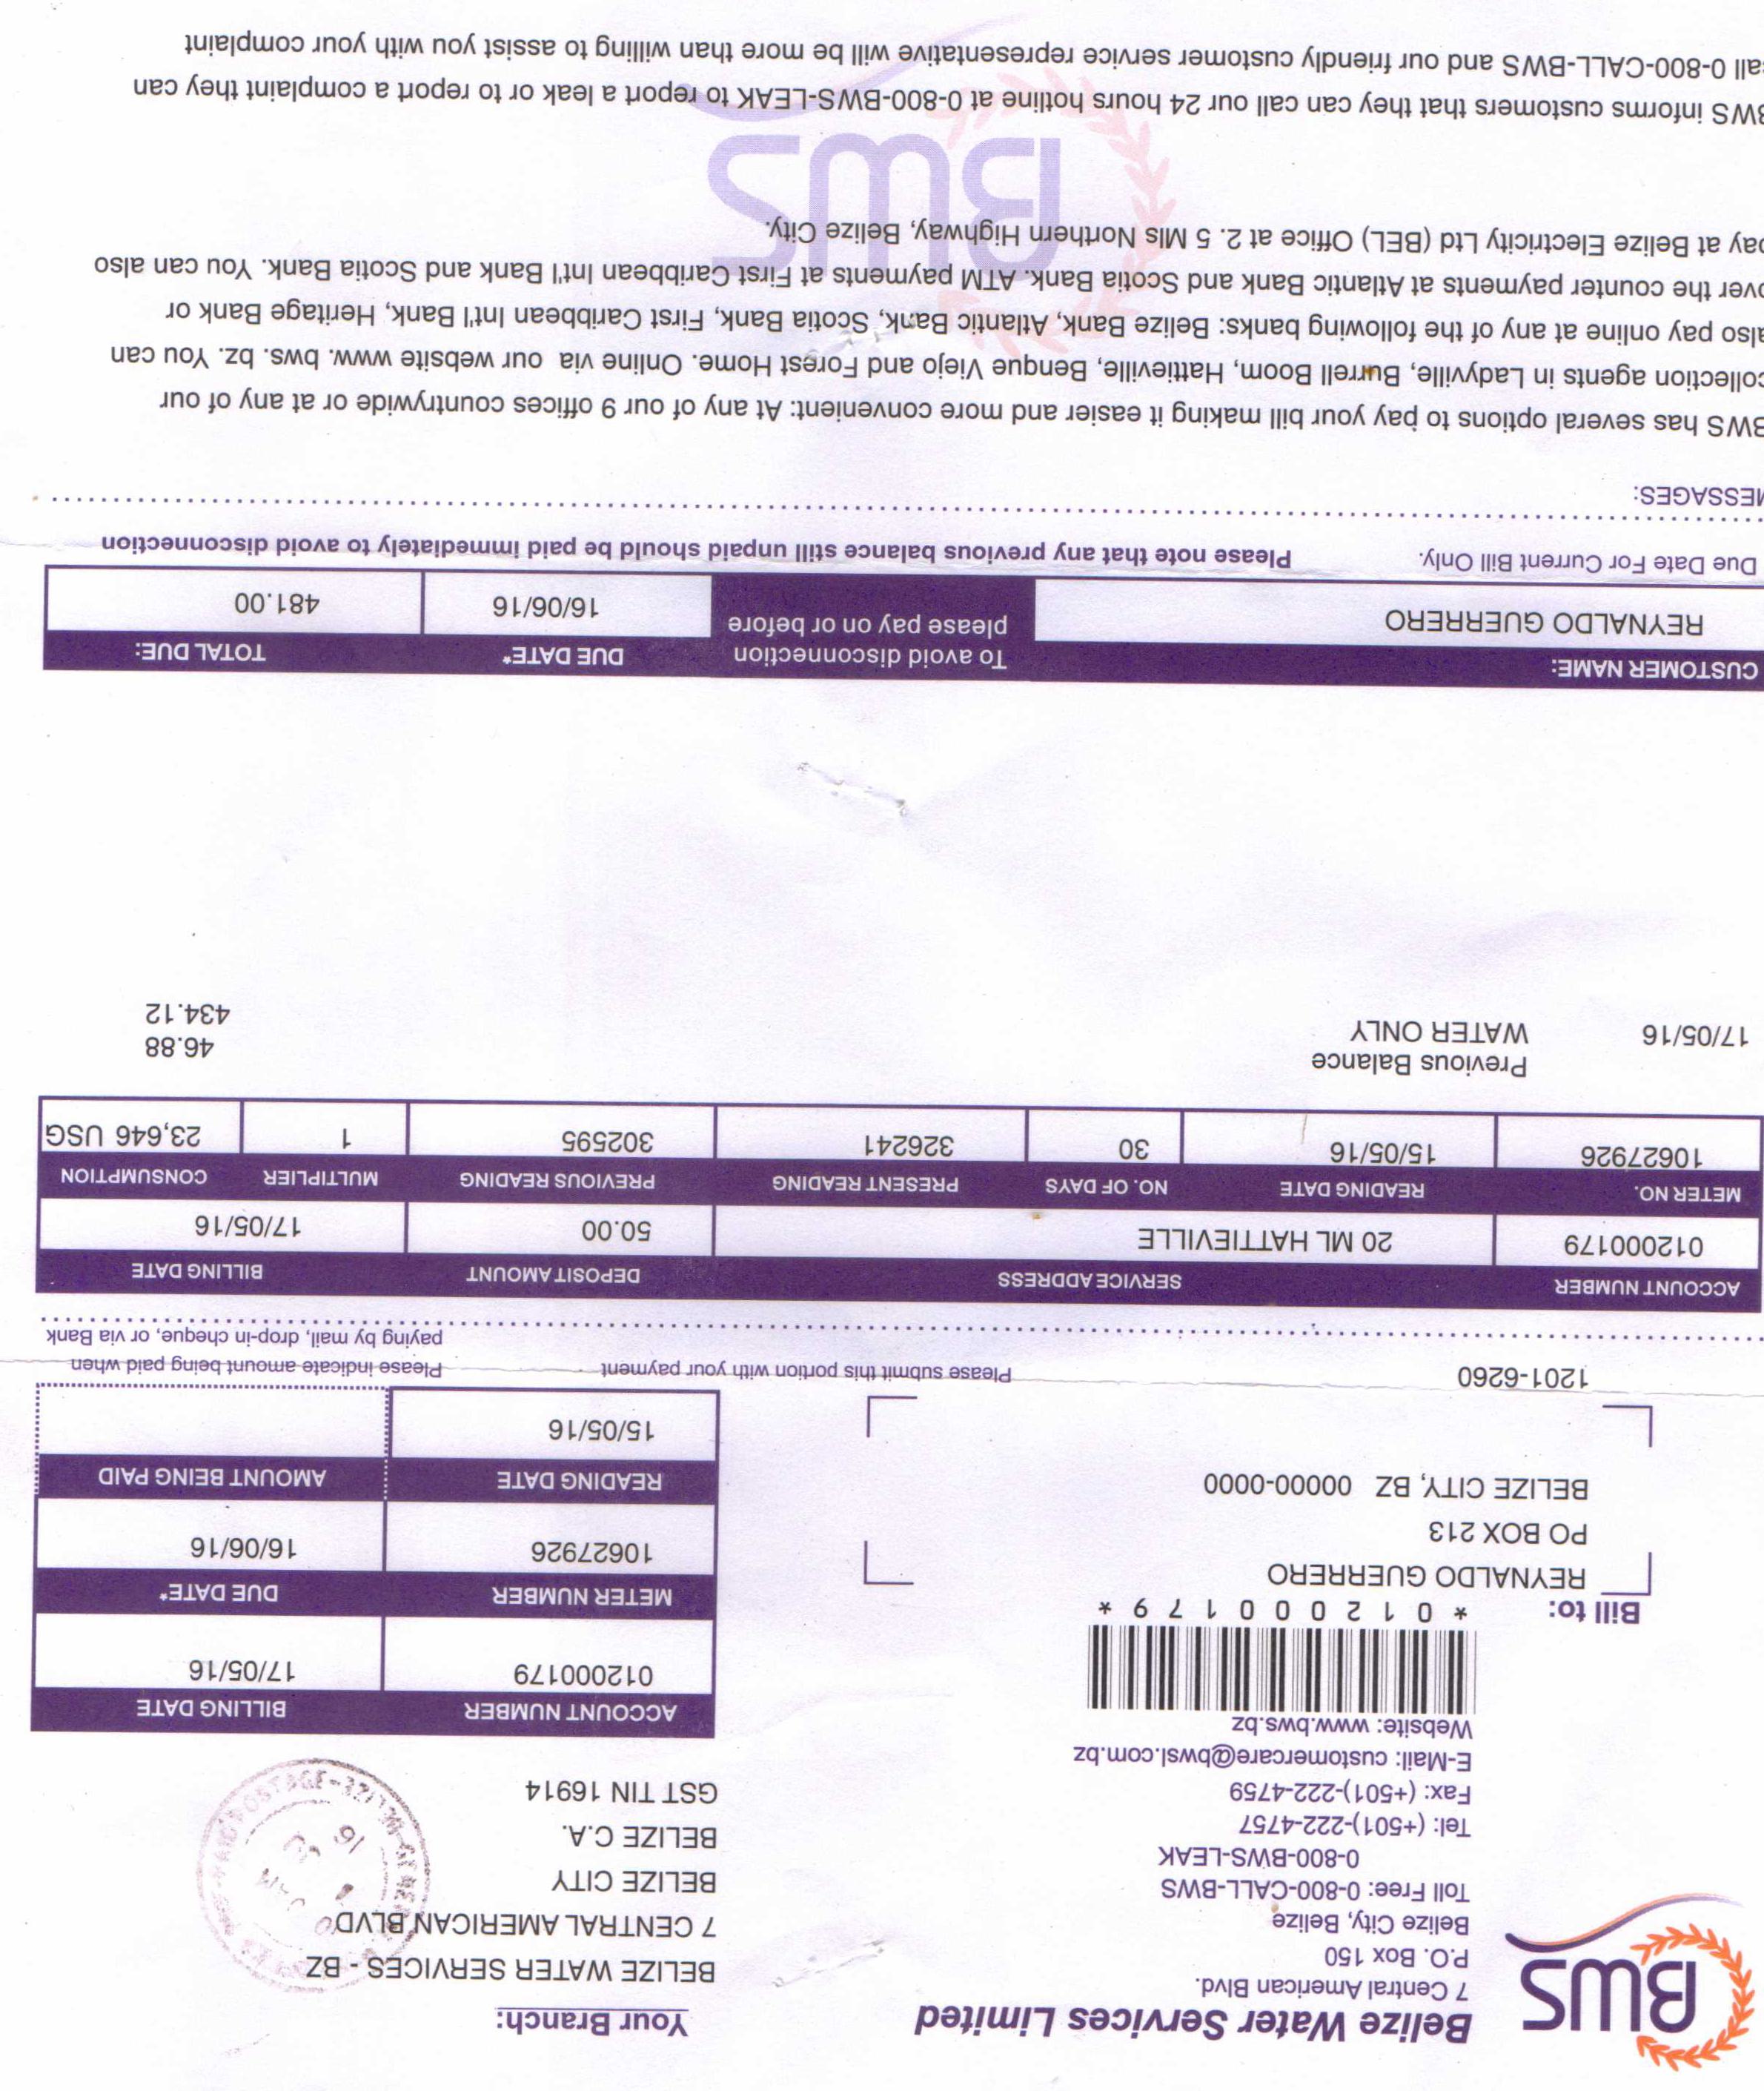 BWS
Belize Water Services Limited
7 Central American Blvd.
P.O. Box 150
Belize City, Belize
Toll Free: 0-800-CALL-BWS
0-800-BWS-LEAK
Tel: (+501)-222-4757
Fax: (+501)-222-4759
E-Mail: customercare@bwsl.com.bz
Website: www.bws.bz
*012000179*
Bill to:
REYNALDO GUERRERO
PO BOX 213
BELIZE CITY, BZ 00000-0000
1201-6260
Your Branch:
BELIZE WATER SERVICES - BZ
7 CENTRAL AMERICAN BLVD
BELIZE CITY
BELIZE C.A.
GST TIN 16914
ACCOUNT NUMBER BILLING DATE
012000179 17/05/16
METER NUMBER DUE DATE*
10627926 16/06/16
READING DATE AMOUNT BEING PAID
15/05/16
Please submit this portion with your payment
Please indicate amount being paid when
paying by mail, drop-in cheque, or via Bank
ACCOUNT NUMBER SERVICE ADDRESS DEPOSIT AMOUNT BILLING DATE
012000179 20 ML HATTIEVILLE 50.00 17/05/16
METER NO. READING DATE NO. OF DAYS PRESENT READING PREVIOUS READING MULTIPLIER CONSUMPTION
10627926 15/05/16 30 326241 302595 1 23,646 USG
Previous Balance 46.88
17/05/16 WATER ONLY 434.12
CUSTOMER NAME: To avoid disconnection DUE DATE* TOTAL DUE:
REYNALDO GUERRERO please pay on or before 16/06/16 481.00
Due Date For Current Bill Only. Please note that any previous balance still unpaid should be paid immediately to avoid disconnection
MESSAGES:
BWS has several options to pay your bill making it easier and more convenient: At any of our 9 offices countrywide or at any of our
collection agents in Ladyville, Burrell Boom, Hattieville, Benque Viejo and Forest Home. Online via our website www. bws. bz. You can
also pay online at any of the following banks: Belize Bank, Atlantic Bank, Scotia Bank, First Caribbean Int'l Bank, Heritage Bank or
over the counter payments at Atlantic Bank and Scotia Bank. ATM payments at First Caribbean Int'l Bank and Scotia Bank. You can also
pay at Belize Electricity Ltd (BEL) Office at 2. 5 Mls Northern Highway, Belize City.
BWS
BWS informs customers that they can call our 24 hours hotline at 0-800-BWS-LEAK to report a leak or to report a complaint they can
call 0-800-CALL-BWS and our friendly customer service representative will be more than willing to assist you with your complaint